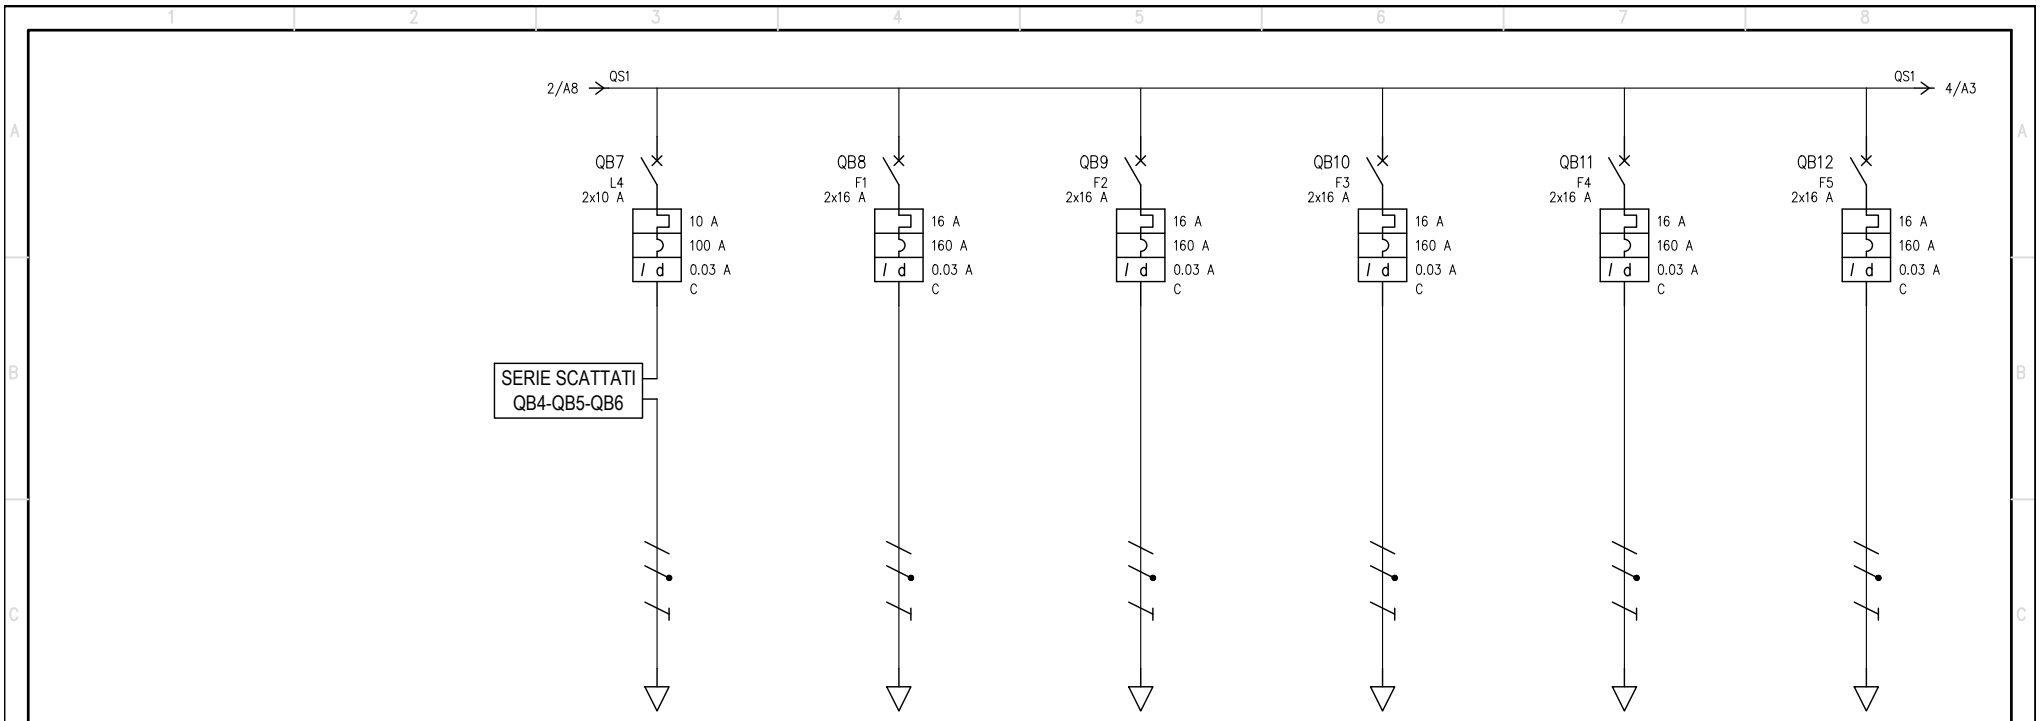 1 2 3 4 5 6 7 8
QS1 QS1
2/A8 4/A3
A A
QB7 QB8 QB9 QB10 QB11 QB12
L4 F1 F2 F3 F4 F5
2x10 A 2x16 A 2x16 A 2x16 A 2x16 A 2x16 A
10 A 16 A 16 A 16 A 16 A 16 A
100 A 160 A 160 A 160 A 160 A 160 A
I d 0.03 A I d 0.03 A I d 0.03 A I d 0.03 A I d 0.03 A I d 0.03 A
C C C C C C
B B
SERIE SCATTATI
QB4-QB5-QB6
C C